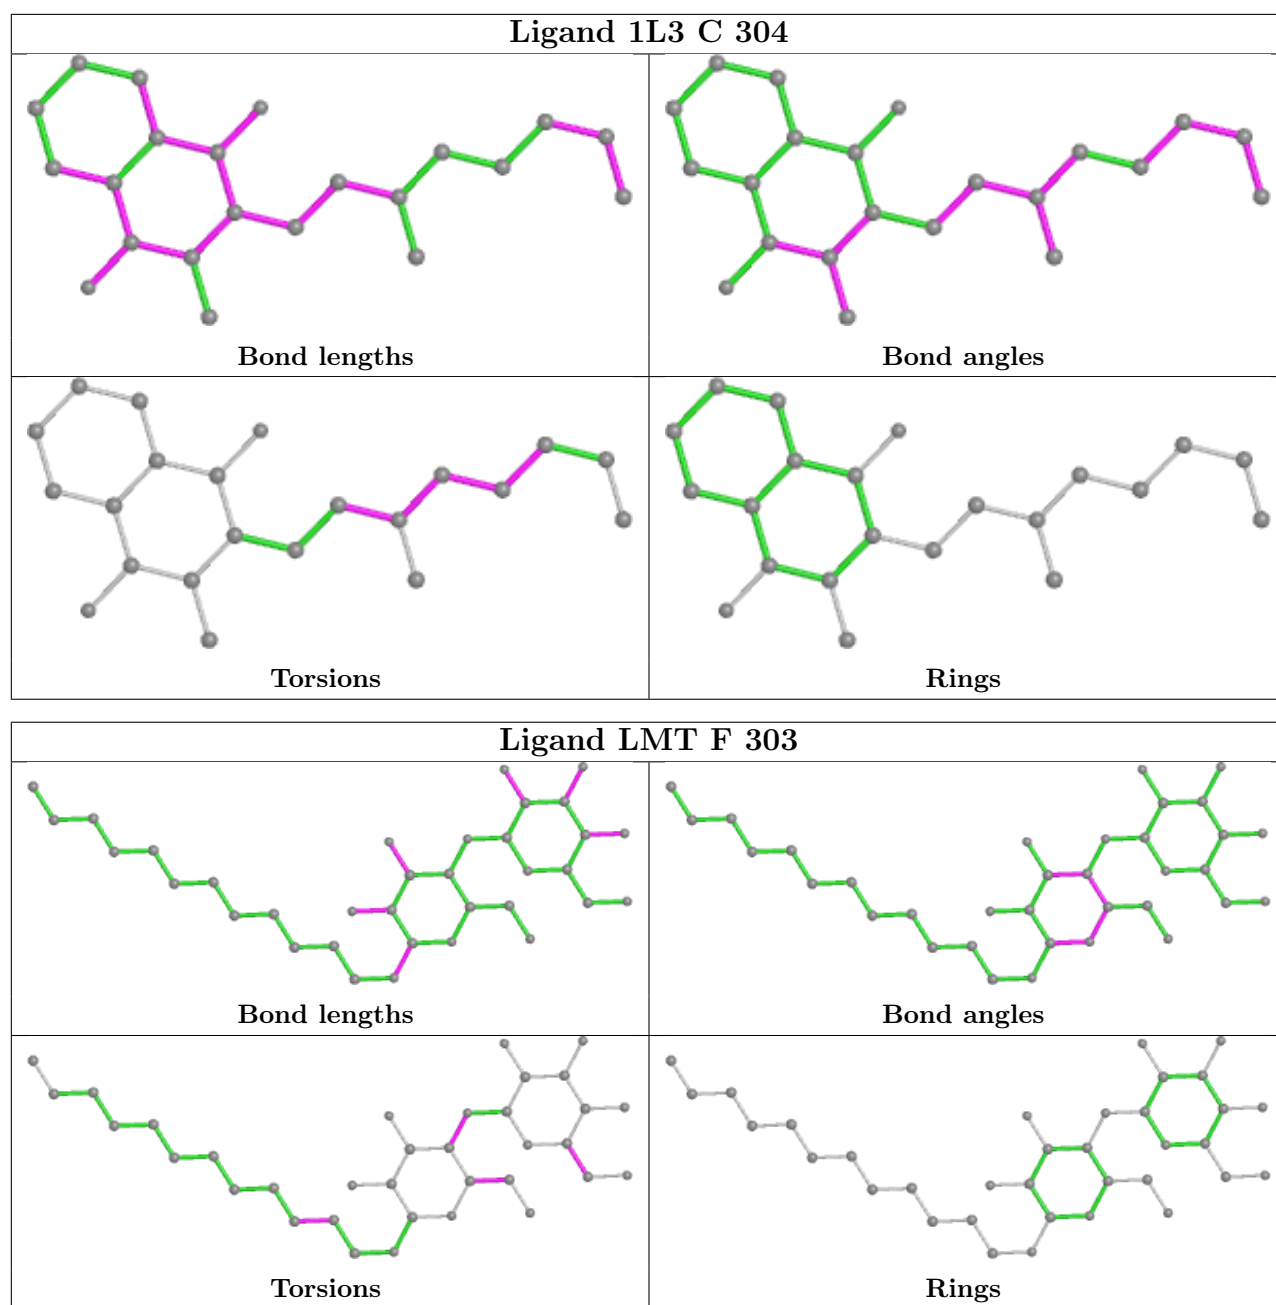 Ligand 1L3 C 304
Bond lengths
Bond angles
Torsions
Rings
Ligand LMT F 303
Bond lengths
Bond angles
Torsions
Rings